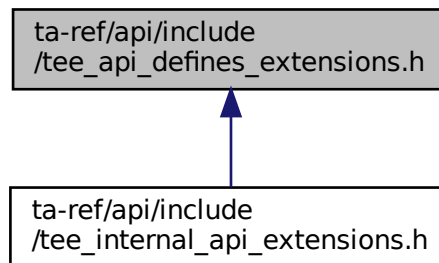 ta-ref/api/include
/tee_api_defines_extensions.h
ta-ref/api/include
/tee_internal_api_extensions.h